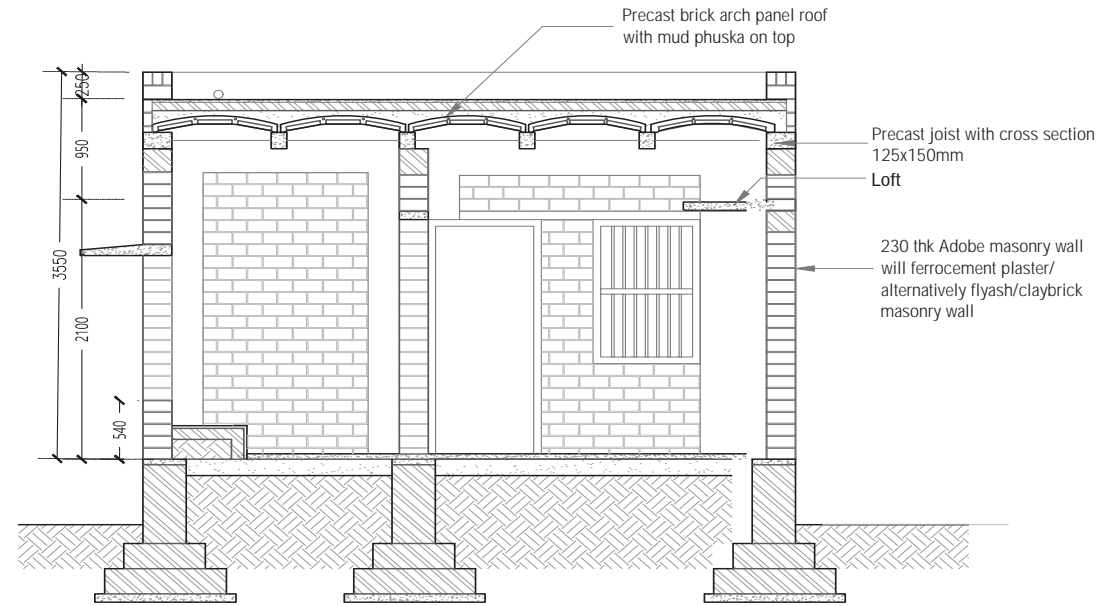 Precast brick arch panel roof
with mud phuska on top
250
950
3550
2100
540
Precast joist with cross section
125x150mm
Loft
230 thk Adobe masonry wall
will ferrocement plaster/
alternatively flyash/claybrick
masonry wall